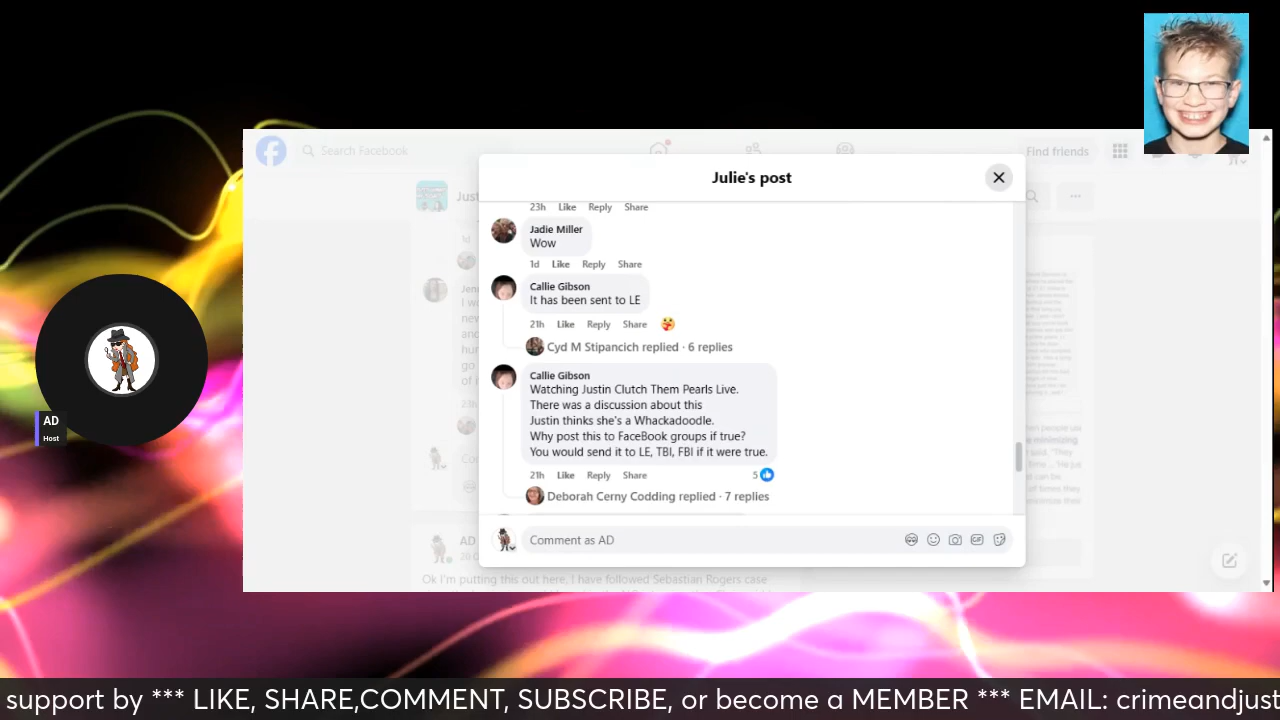 Search Facebook
Find friends
Julie's post
Just
23h Like Reply Share
Jadie Miller
Wow
1d Like Reply Share
Callie Gibson
It has been sent to LE
21h Like Reply Share
Cyd M Stipancich replied · 6 replies
Callie Gibson
Watching Justin Clutch Them Pearls Live.
There was a discussion about this
Justin thinks she's a Whackadoodle.
Why post this to FaceBook groups if true?
You would send it to LE, TBI, FBI if it were true.
21h Like Reply Share 5
Deborah Cerny Codding replied · 7 replies
Comment as AD
AD
Ok I'm putting this out here, I have followed Sebastian Rogers case
AD
Host
support by *** LIKE, SHARE,COMMENT, SUBSCRIBE, or become a MEMBER *** EMAIL: crimeandjust